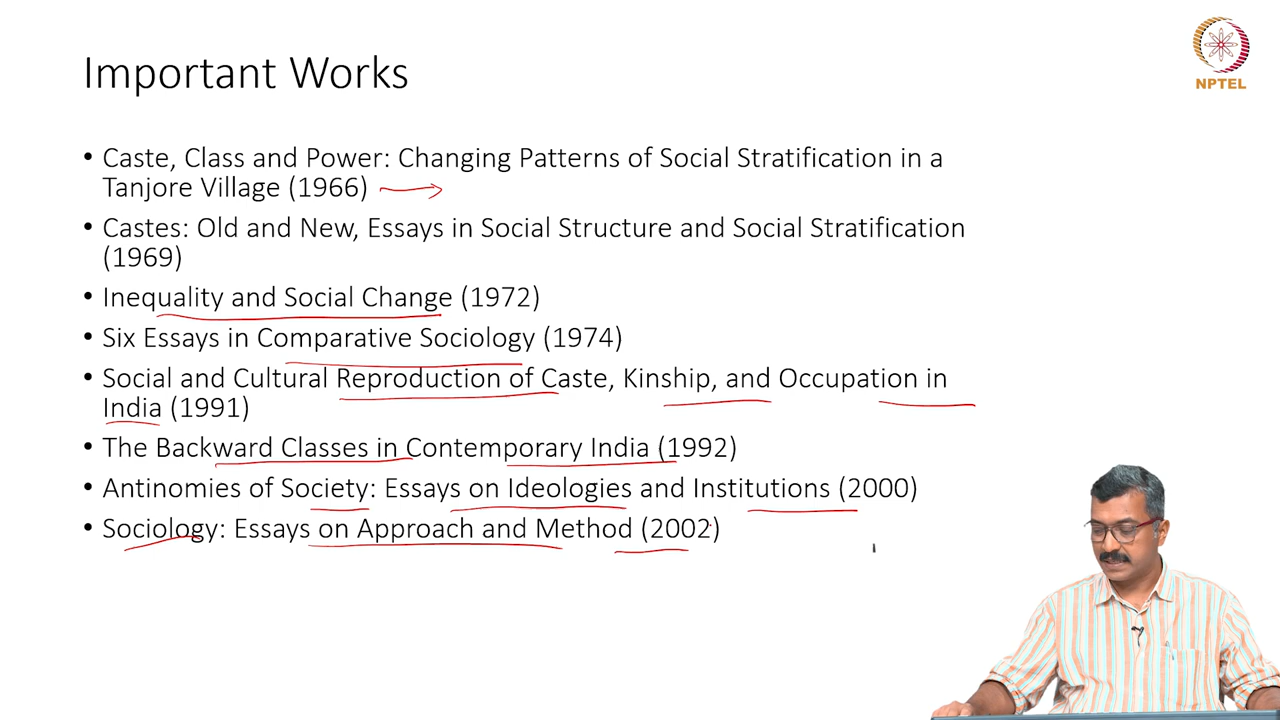 Important Works
NPTEL
• Caste, Class and Power: Changing Patterns of Social Stratification in a
Tanjore Village (1966)
• Castes: Old and New, Essays in Social Structure and Social Stratification
(1969)
• Inequality and Social Change (1972)
• Six Essays in Comparative Sociology (1974)
• Social and Cultural Reproduction of Caste, Kinship, and Occupation in
India (1991)
• The Backward Classes in Contemporary India (1992)
• Antinomies of Society: Essays on Ideologies and Institutions (2000)
• Sociology: Essays on Approach and Method (2002)